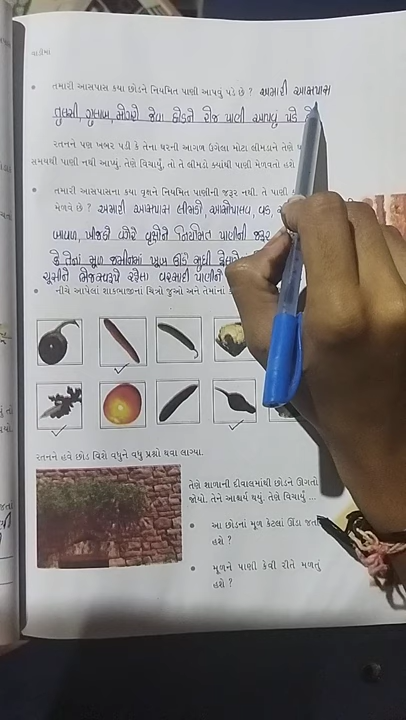 વાડીમા
તમારી આસપાસ કયા છોડને નિયમિત પાણી આપવું પડે છે ? અમારી આસપાસ
તુલસી, ગુલાબ, મોગરો જેવા છોડને રોજ પાણી આપવું પડે છે
રતનને પણ ખબર પડી કે તેના ઘરની આગળ ઉગેલા મોટા લીમડાને તેણે
સમયથી પાણી નથી આપ્યું. તેણે વિચાર્યું, તો તે લીમડો ક્યાંથી પાણી મેળવતો હશે
તમારી આસપાસના કયા વૃક્ષને નિયમિત પાણીની જરૂર નથી. તે પાણી
મેળવે છે ? અમારી આસપાસ લીમડો, આસોપાલવ, વડ,
બાવળ, ખીજડો વગેરે વૃક્ષોને નિયમિત પાણીની જરૂર
કે તેનાં મૂળ જમીનમાં ખૂબ ઊંડે સુધી
ભેજસ્વરૂપે રહેલા વરસાદી પાણીને
નીચે આપેલાં શાકભાજીનાં ચિત્રો જુઓ અને તેમાંનાં
રતનને હવે છોડ વિશે વધુને વધુ પ્રશ્નો થવા લાગ્યા.
તેણે શાળાની દીવાલમાંથી છોડને ઊગતો
જોયો. તેને આશ્ચર્ય થયું. તેણે વિચાર્યું ...
આ છોડનાં મૂળ કેટલાં ઊંડા જતાં
હશે ?
મૂળને પાણી કેવી રીતે મળતું
હશે ?